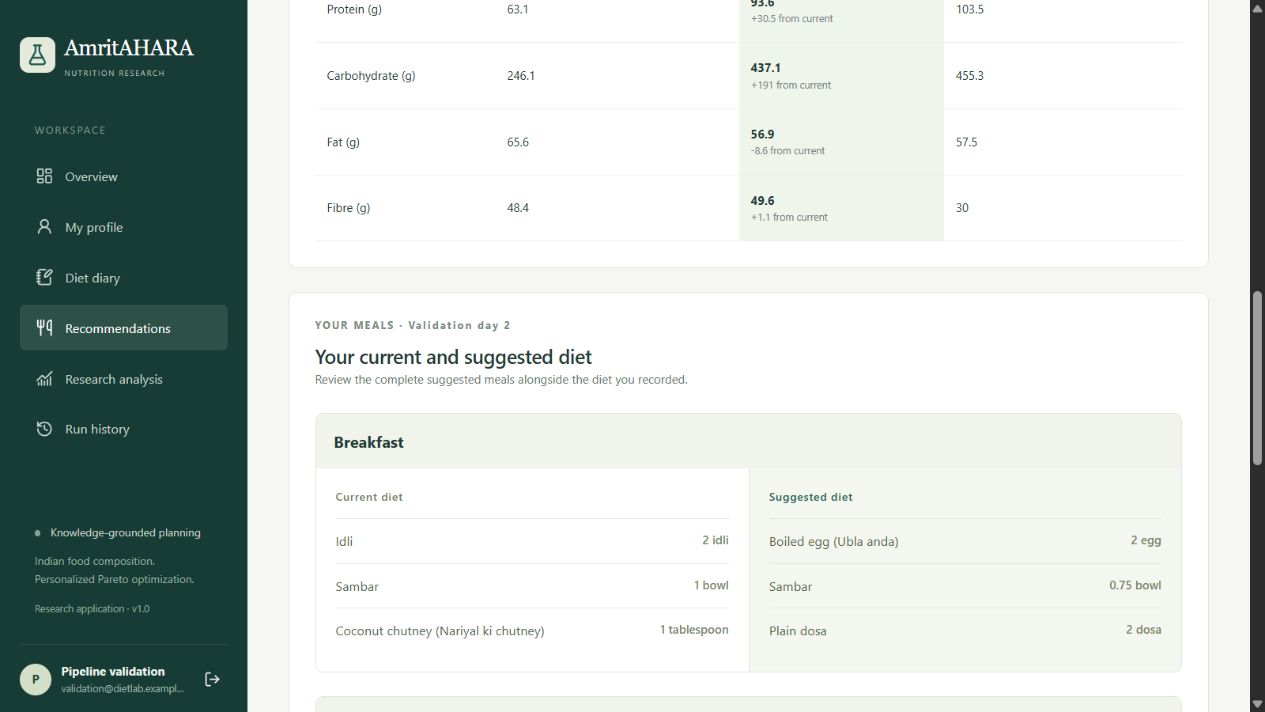 AmritAHARA
NUTRITION RESEARCH
WORKSPACE
Overview
My profile
Diet diary
Recommendations
Research analysis
Run history
Knowledge-grounded planning
Indian food composition.
Personalized Pareto optimization.
Research application · v1.0
P
Pipeline validation
validation@dietlab.exampl...
Protein (g) 63.1 93.6 103.5
+30.5 from current
Carbohydrate (g) 246.1 437.1 455.3
+191 from current
Fat (g) 65.6 56.9 57.5
-8.6 from current
Fibre (g) 48.4 49.6 30
+1.1 from current
YOUR MEALS · Validation day 2
Your current and suggested diet
Review the complete suggested meals alongside the diet you recorded.
Breakfast
Current diet
Idli 2 idli
Sambar 1 bowl
Coconut chutney (Nariyal ki chutney) 1 tablespoon
Suggested diet
Boiled egg (Ubla anda) 2 egg
Sambar 0.75 bowl
Plain dosa 2 dosa